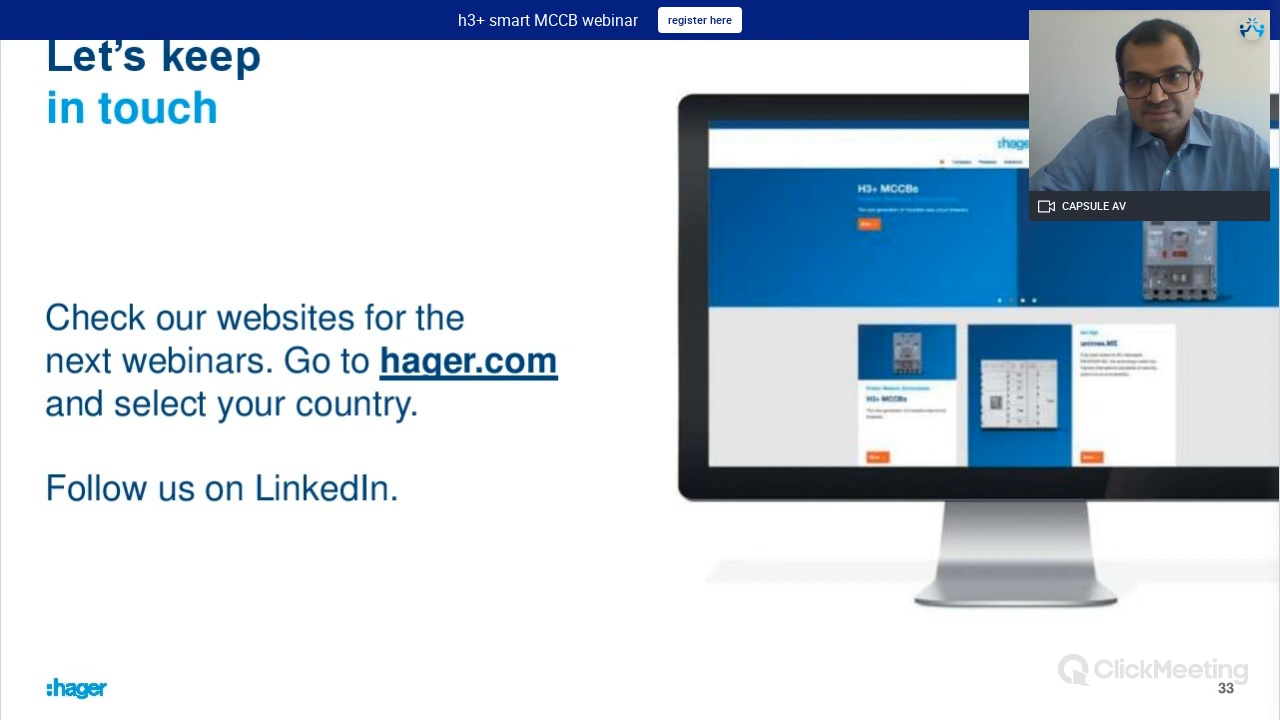 h3+ smart MCCB webinar register here
Let's keep
in touch
:hager
H3+ MCCBs
Check our websites for the
next webinars. Go to hager.com
and select your country.
Follow us on LinkedIn.
CAPSULE AV
H3+ MCCBs
:hager
ClickMeeting
33